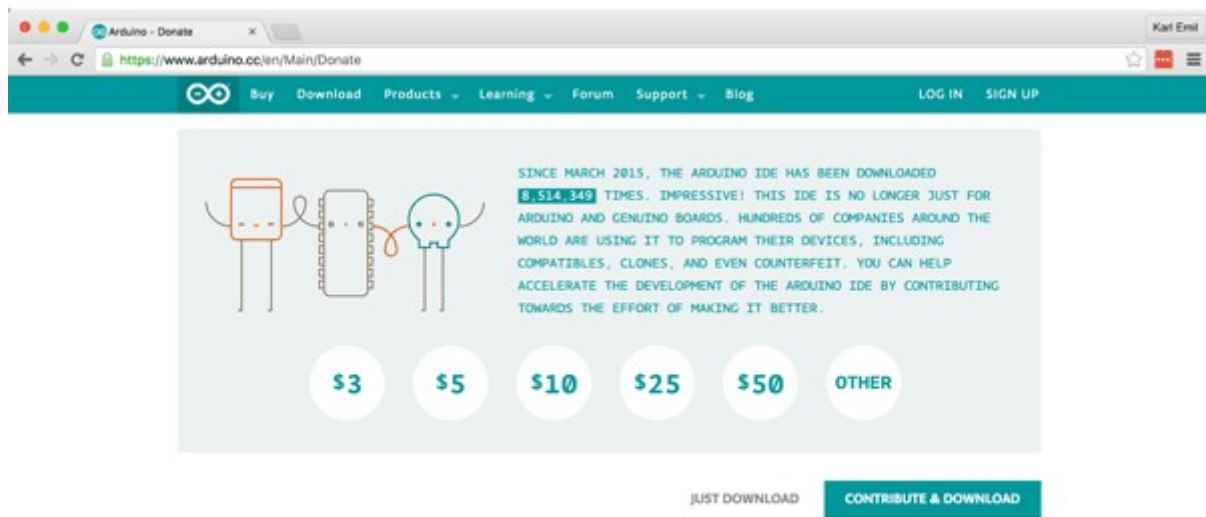 Arduino - Donate
Karl Emil
https://www.arduino.cc/en/Main/Donate
Buy Download Products Learning Forum Support Blog LOG IN SIGN UP
SINCE MARCH 2015, THE ARDUINO IDE HAS BEEN DOWNLOADED
8,514,349 TIMES. IMPRESSIVE! THIS IDE IS NO LONGER JUST FOR
ARDUINO AND GENUINO BOARDS. HUNDREDS OF COMPANIES AROUND THE
WORLD ARE USING IT TO PROGRAM THEIR DEVICES, INCLUDING
COMPATIBLES, CLONES, AND EVEN COUNTERFEIT. YOU CAN HELP
ACCELERATE THE DEVELOPMENT OF THE ARDUINO IDE BY CONTRIBUTING
TOWARDS THE EFFORT OF MAKING IT BETTER.
$3 $5 $10 $25 $50 OTHER
JUST DOWNLOAD CONTRIBUTE & DOWNLOAD